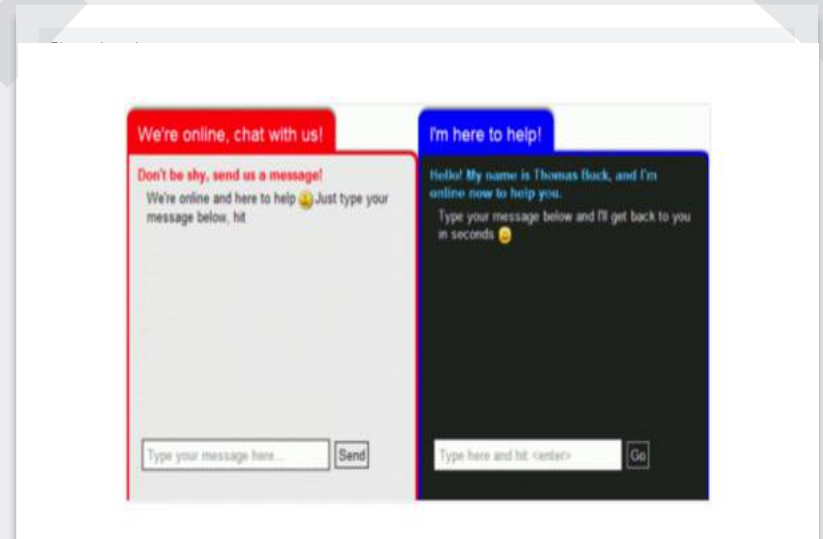 We're online, chat with us!
Don't be shy, send us a message!
We're online and here to help Just type your
message below, hit
Type your message here...
Send
I'm here to help!
Hello! My name is Thomas Buck, and I'm
online now to help you.
Type your message below and I'll get back to you
in seconds
Type here and hit <enter>
Go